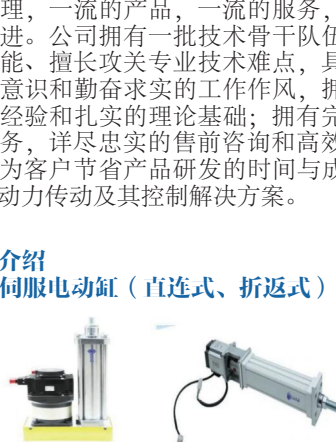 理，一流的产品，一流的服务，
进。公司拥有一批技术骨干队伍
能、擅长攻关专业技术难点，具
意识和勤奋求实的工作作风，拥
经验和扎实的理论基础；拥有完
务，详尽忠实的售前咨询和高效
为客户节省产品研发的时间与成
动力传动及其控制解决方案。
介绍
伺服电动缸（直连式、折返式）